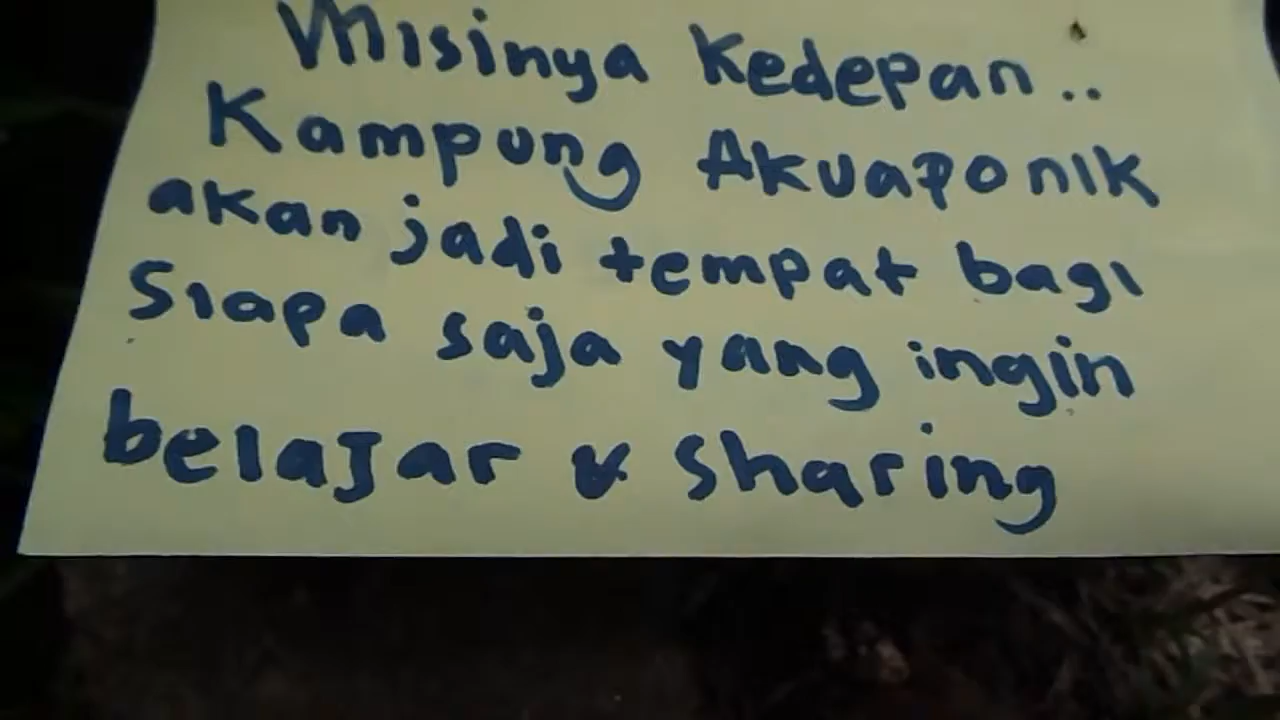 misinya Kedepan..
Kampung Akuaponik
akan jadi tempat bagi
Siapa saja yang ingin
belajar & sharing